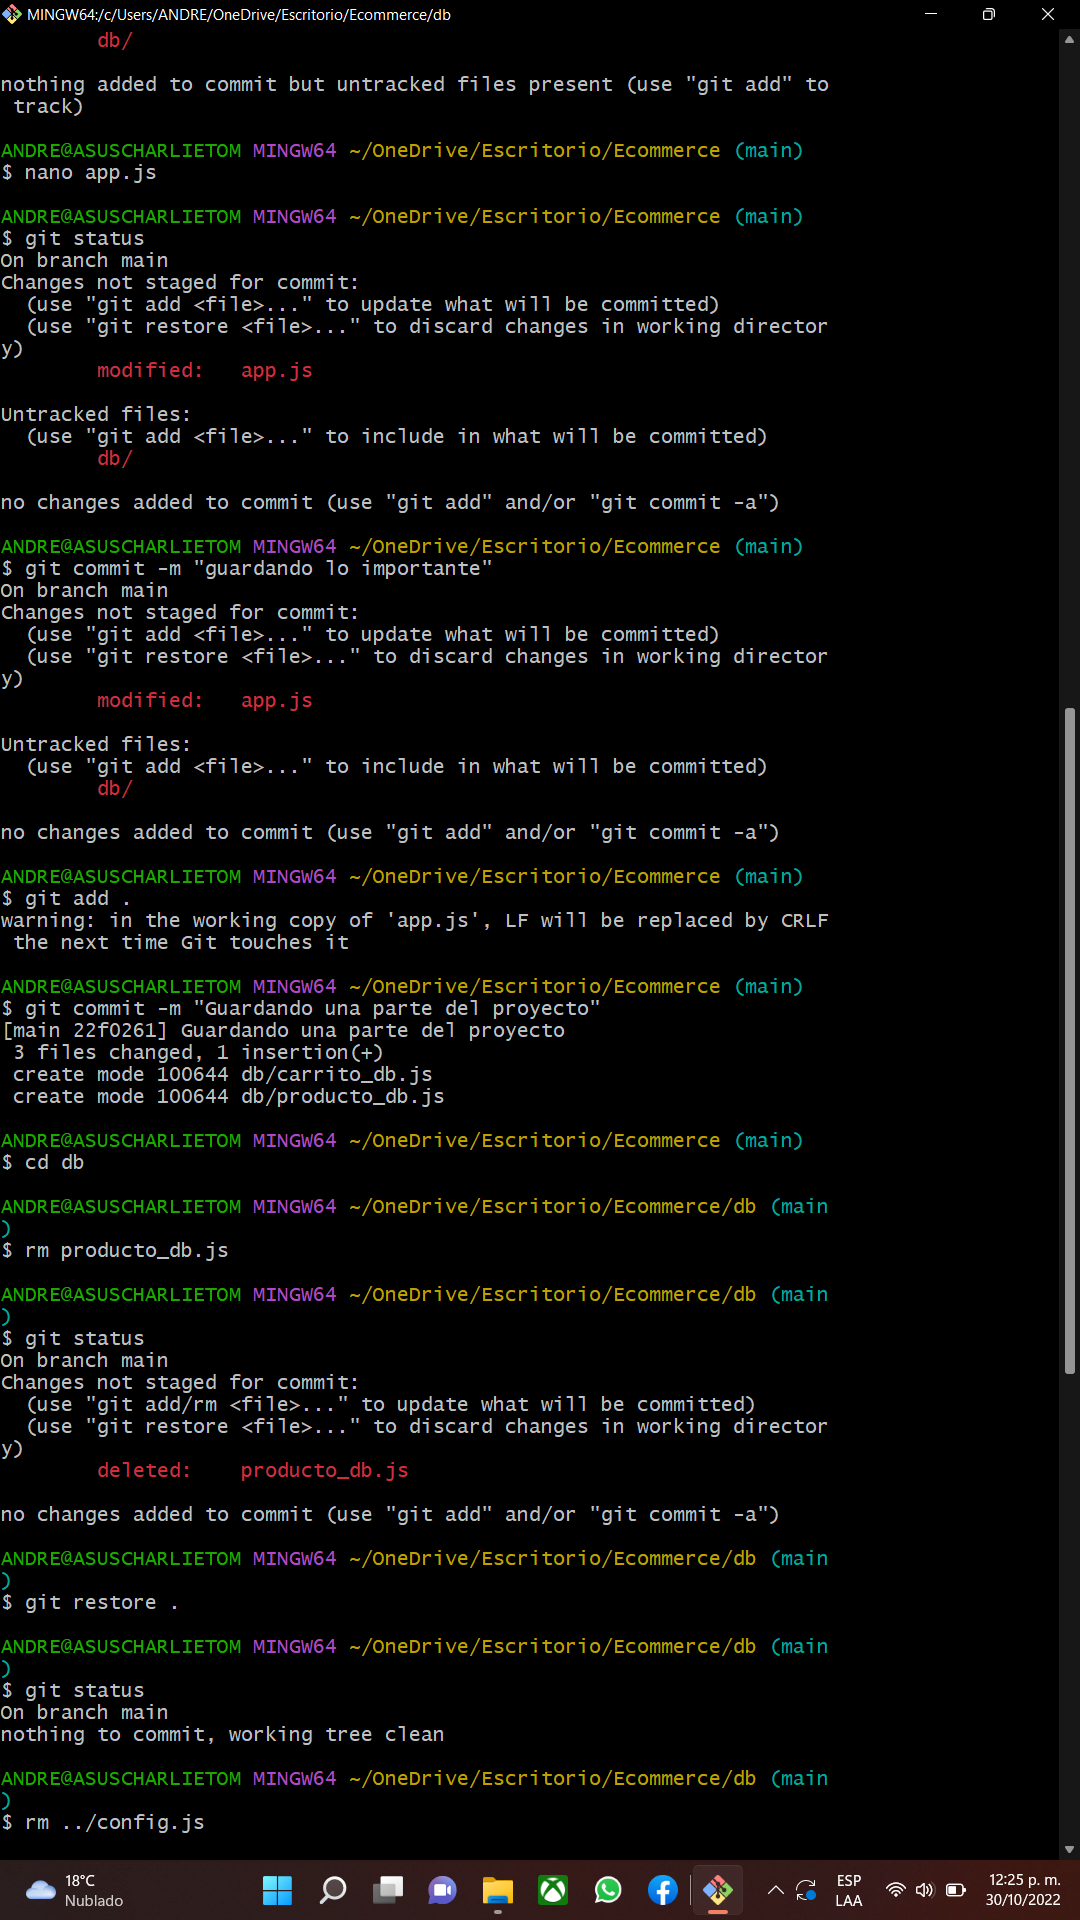 MINGW64:/c/Users/ANDRE/OneDrive/Escritorio/Ecommerce/db
db/
nothing added to commit but untracked files present (use "git add" to
track)
ANDRE@ASUSCHARLIETOM MINGW64 ~/OneDrive/Escritorio/Ecommerce (main)
$ nano app.js
ANDRE@ASUSCHARLIETOM MINGW64 ~/OneDrive/Escritorio/Ecommerce (main)
$ git status
On branch main
Changes not staged for commit:
(use "git add <file>..." to update what will be committed)
(use "git restore <file>..." to discard changes in working director
y)
modified:   app.js
Untracked files:
(use "git add <file>..." to include in what will be committed)
db/
no changes added to commit (use "git add" and/or "git commit -a")
ANDRE@ASUSCHARLIETOM MINGW64 ~/OneDrive/Escritorio/Ecommerce (main)
$ git commit -m "guardando lo importante"
On branch main
Changes not staged for commit:
(use "git add <file>..." to update what will be committed)
(use "git restore <file>..." to discard changes in working director
y)
modified:   app.js
Untracked files:
(use "git add <file>..." to include in what will be committed)
db/
no changes added to commit (use "git add" and/or "git commit -a")
ANDRE@ASUSCHARLIETOM MINGW64 ~/OneDrive/Escritorio/Ecommerce (main)
$ git add .
warning: in the working copy of 'app.js', LF will be replaced by CRLF
the next time Git touches it
ANDRE@ASUSCHARLIETOM MINGW64 ~/OneDrive/Escritorio/Ecommerce (main)
$ git commit -m "Guardando una parte del proyecto"
[main 22f0261] Guardando una parte del proyecto
3 files changed, 1 insertion(+)
create mode 100644 db/carrito_db.js
create mode 100644 db/producto_db.js
ANDRE@ASUSCHARLIETOM MINGW64 ~/OneDrive/Escritorio/Ecommerce (main)
$ cd db
ANDRE@ASUSCHARLIETOM MINGW64 ~/OneDrive/Escritorio/Ecommerce/db (main
)
$ rm producto_db.js
ANDRE@ASUSCHARLIETOM MINGW64 ~/OneDrive/Escritorio/Ecommerce/db (main
)
$ git status
On branch main
Changes not staged for commit:
(use "git add/rm <file>..." to update what will be committed)
(use "git restore <file>..." to discard changes in working director
y)
deleted:    producto_db.js
no changes added to commit (use "git add" and/or "git commit -a")
ANDRE@ASUSCHARLIETOM MINGW64 ~/OneDrive/Escritorio/Ecommerce/db (main
)
$ git restore .
ANDRE@ASUSCHARLIETOM MINGW64 ~/OneDrive/Escritorio/Ecommerce/db (main
)
$ git status
On branch main
nothing to commit, working tree clean
ANDRE@ASUSCHARLIETOM MINGW64 ~/OneDrive/Escritorio/Ecommerce/db (main
)
$ rm ../config.js
18°C
Nublado
ESP
LAA
12:25 p. m.
30/10/2022